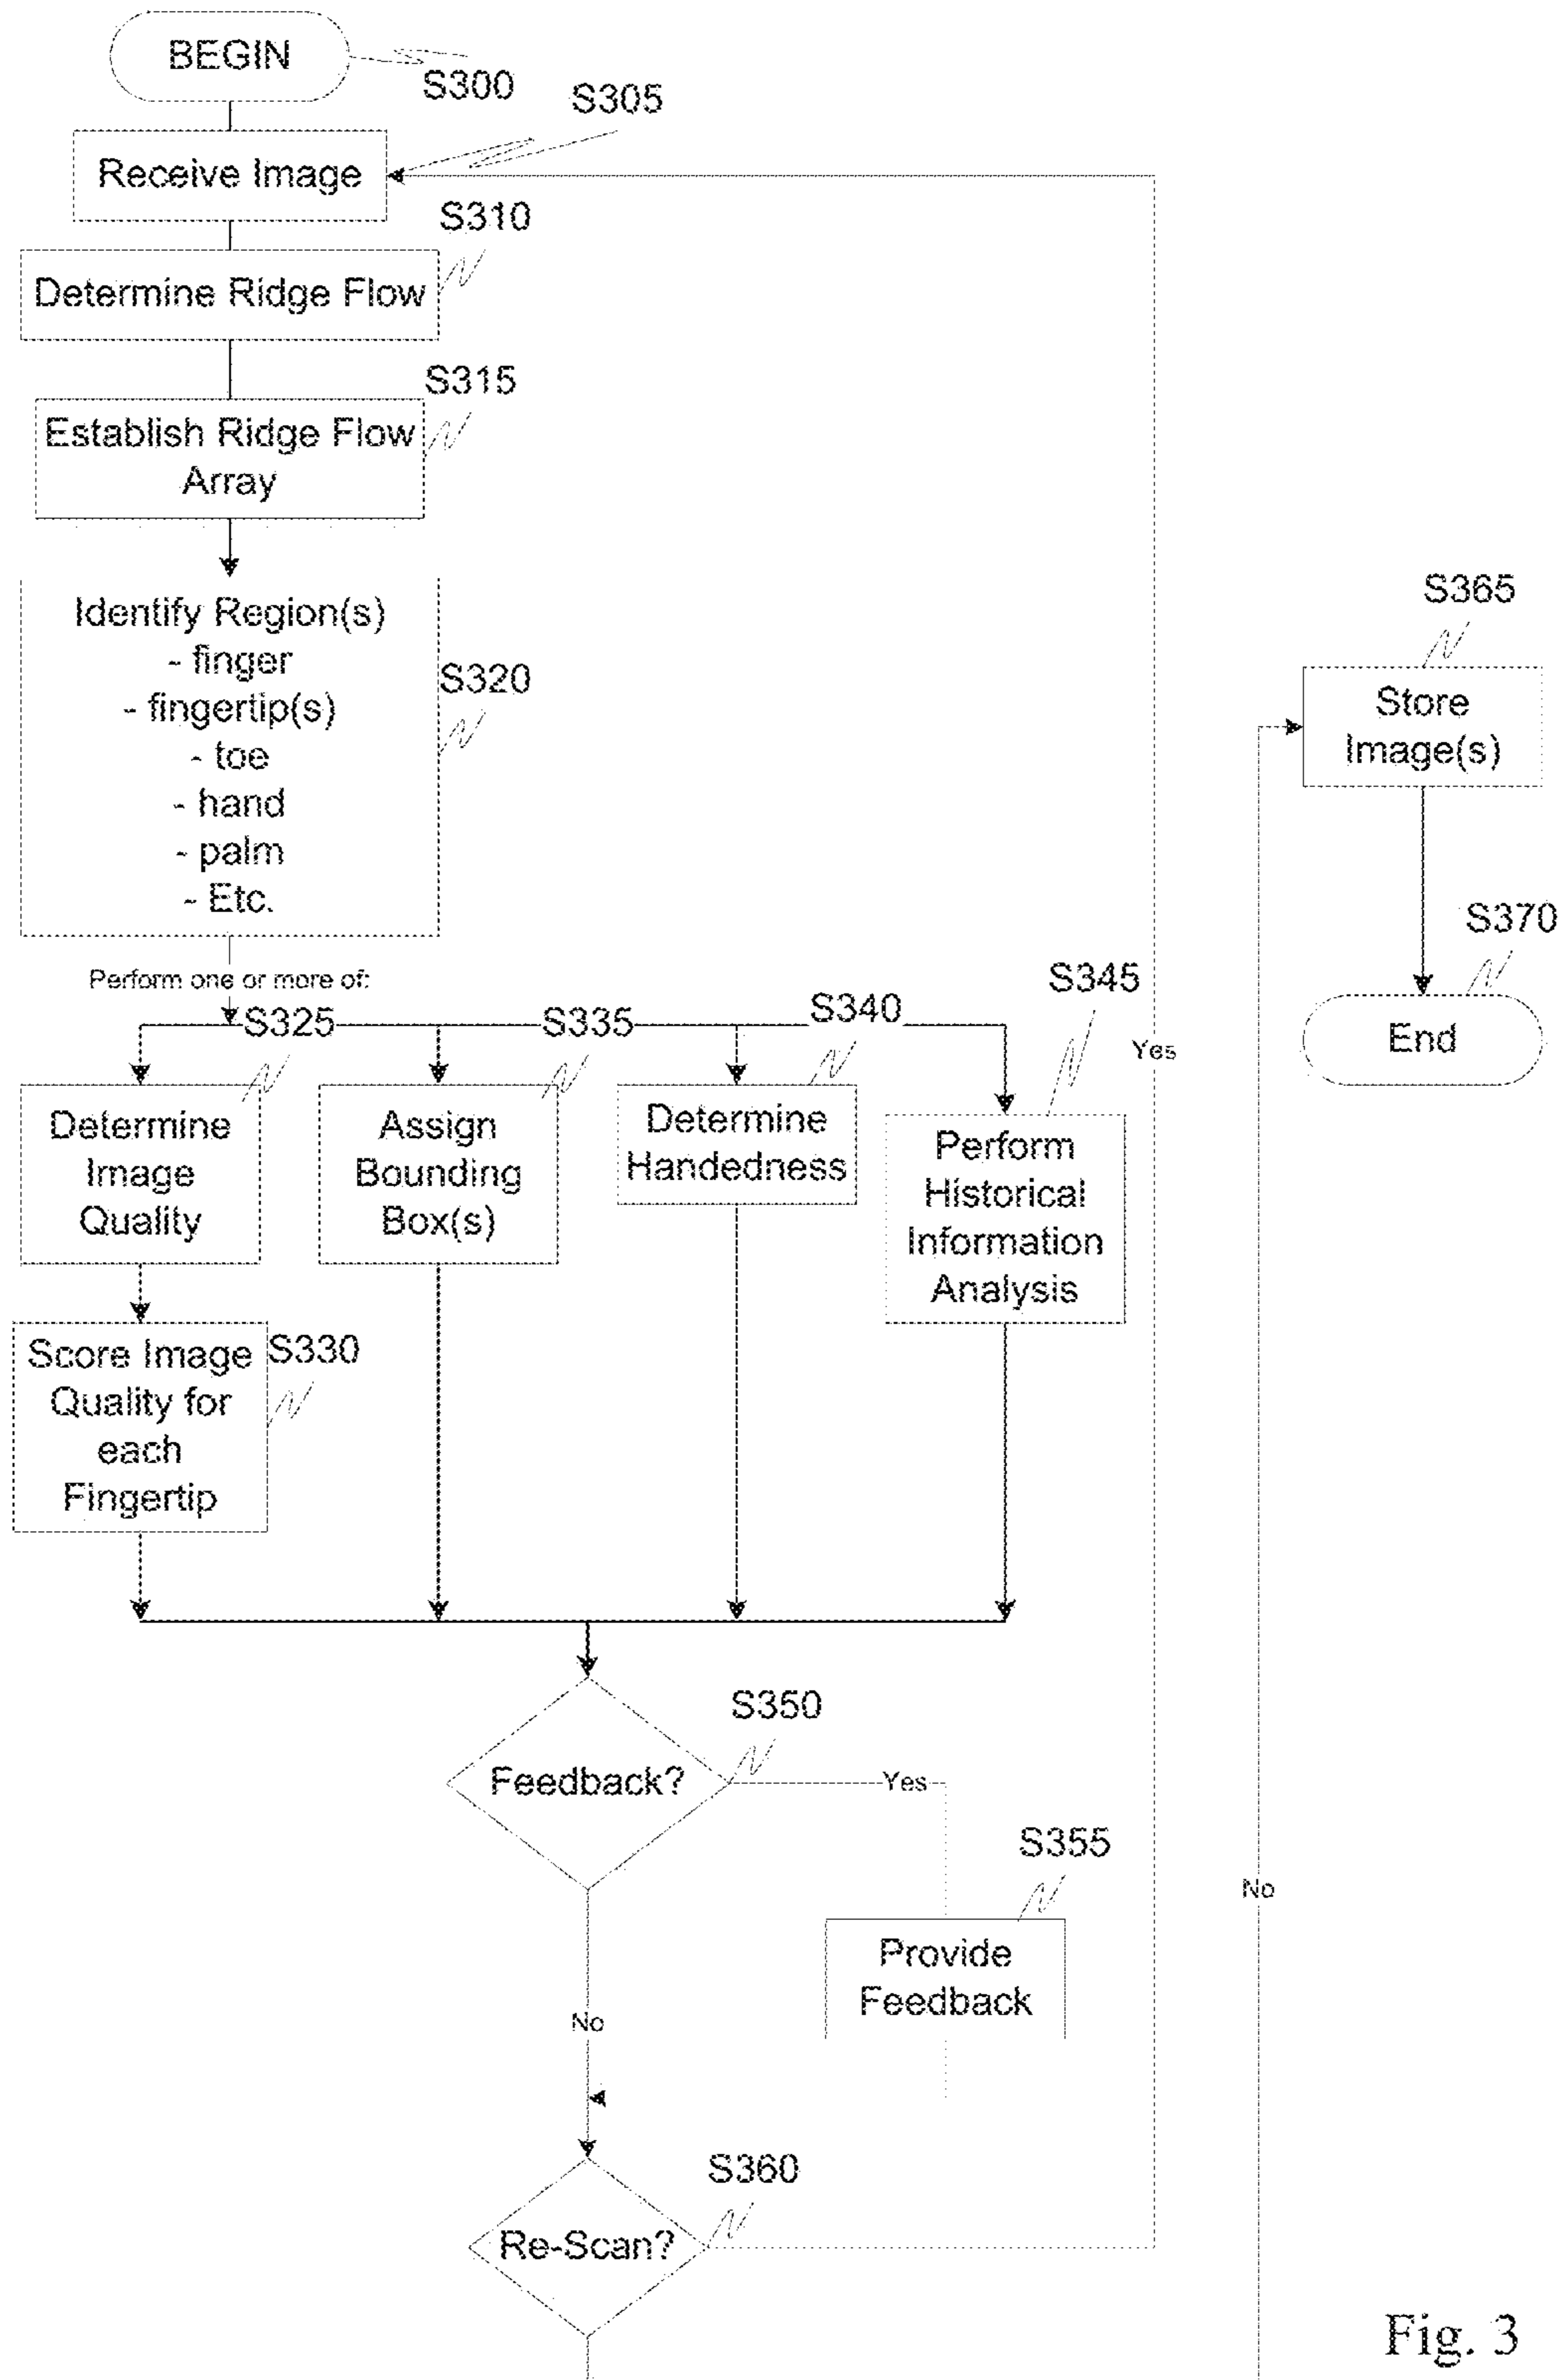 BEGIN
S300
S305
Receive Image
S310
Determine Ridge Flow
S315
Establish Ridge Flow
Array
Identify Region(s)
- finger
- fingertip(s)
- toe
- hand
- palm
- Etc.
S320
Perform one or more of:
S325
S335
S340
S345
Determine
Image
Quality
Assign
Bounding
Box(s)
Determine
Handedness
Perform
Historical
Information
Analysis
S330
Score Image
Quality for
each
Fingertip
S350
Feedback?
Yes
S355
Provide
Feedback
No
S360
Re-Scan?
Yes
No
S365
Store
Image(s)
S370
End
Fig. 3